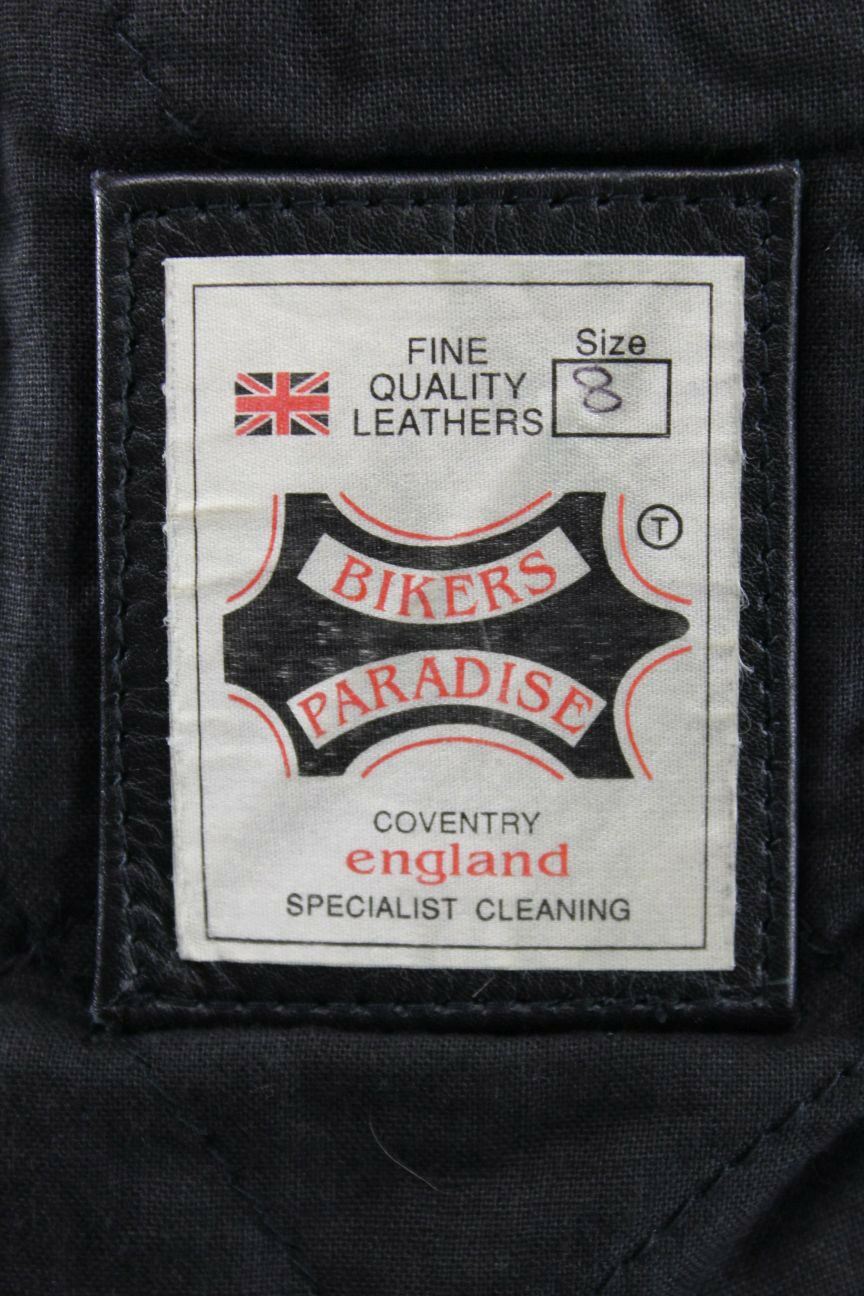 FINE
QUALITY
LEATHERS
Size
8
T
BIKERS
PARADISE
COVENTRY
england
SPECIALIST CLEANING